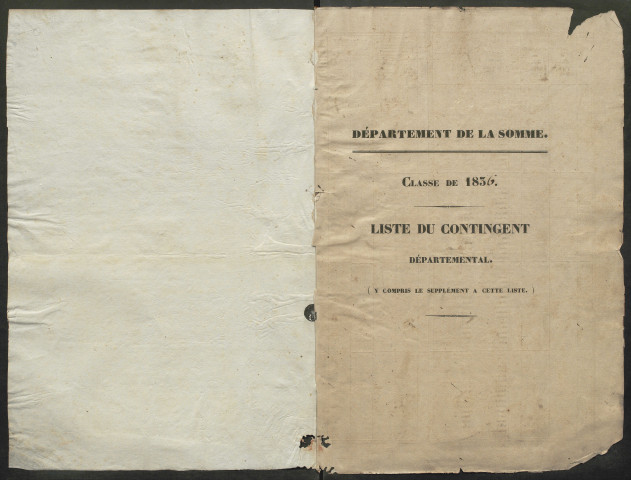 DÉPARTEMENT DE LA SOMME.
CLASSE DE 1836.
LISTE DU CONTINGENT
DÉPARTEMENTAL.
( Y COMPRIS LE SUPPLÉMENT A CETTE LISTE. )